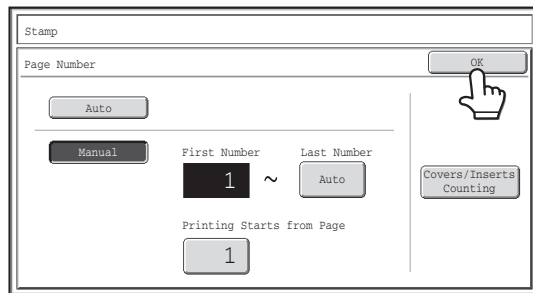 Stamp
Page Number
OK
Auto
Manual
First Number
Last Number
1
~
Auto
Covers/Inserts
Counting
Printing Starts from Page
1